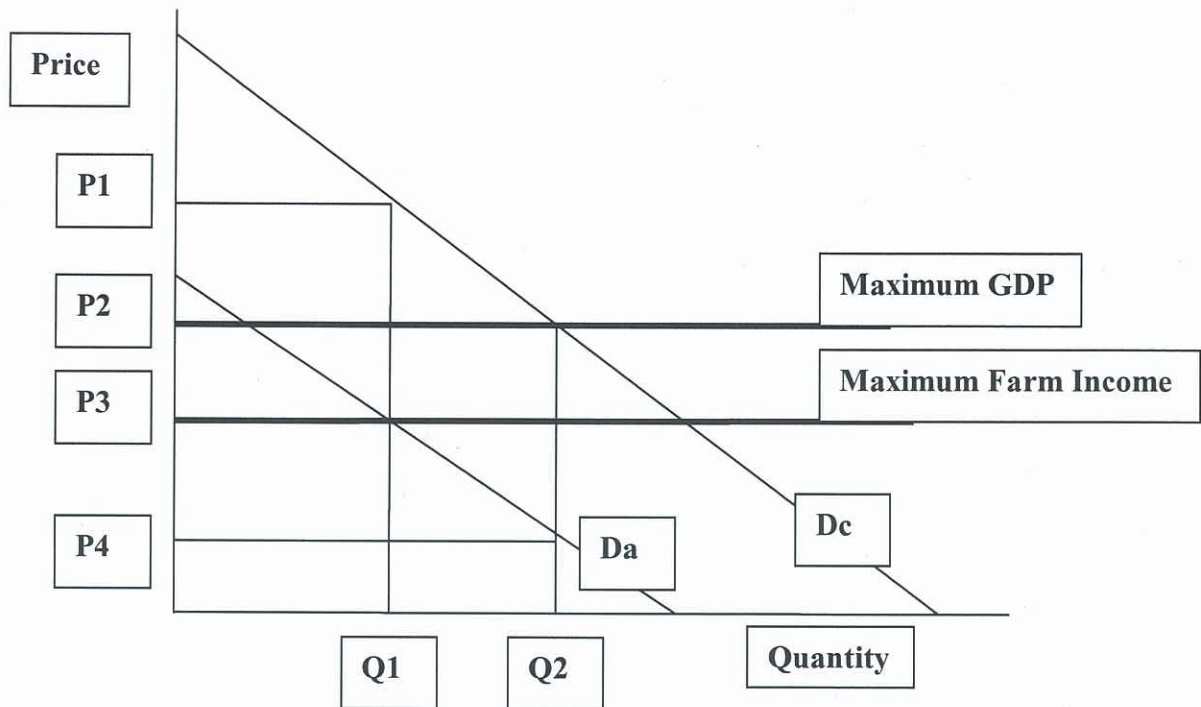 Price
P1
P2
Maximum GDP
P3
Maximum Farm Income
P4
Da
Dc
Q1
Q2
Quantity